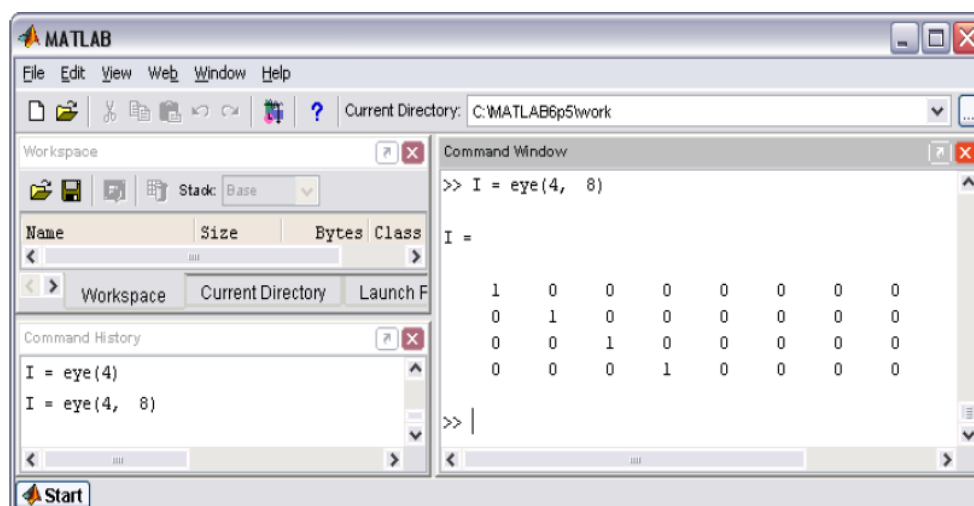 MATLAB
File Edit View Web Window Help
? Current Directory: C:\MATLAB6p5\work ...
Workspace
Stack: Base
Name Size Bytes Class
Workspace Current Directory Launch F
Command History
I = eye(4)
I = eye(4, 8)
Command Window
>> I = eye(4, 8)
I =
1 0 0 0 0 0 0 0
0 1 0 0 0 0 0 0
0 0 1 0 0 0 0 0
0 0 0 1 0 0 0 0
>>
Start